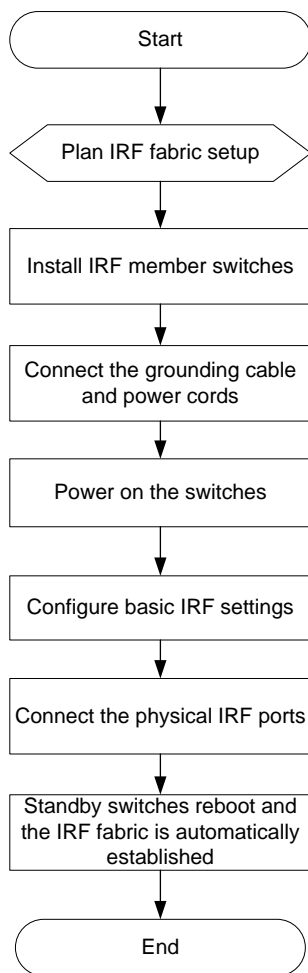 Start
Plan IRF fabric setup
Install IRF member switches
Connect the grounding cable
and power cords
Power on the switches
Configure basic IRF settings
Connect the physical IRF ports
Standby switches reboot and
the IRF fabric is automatically
established
End